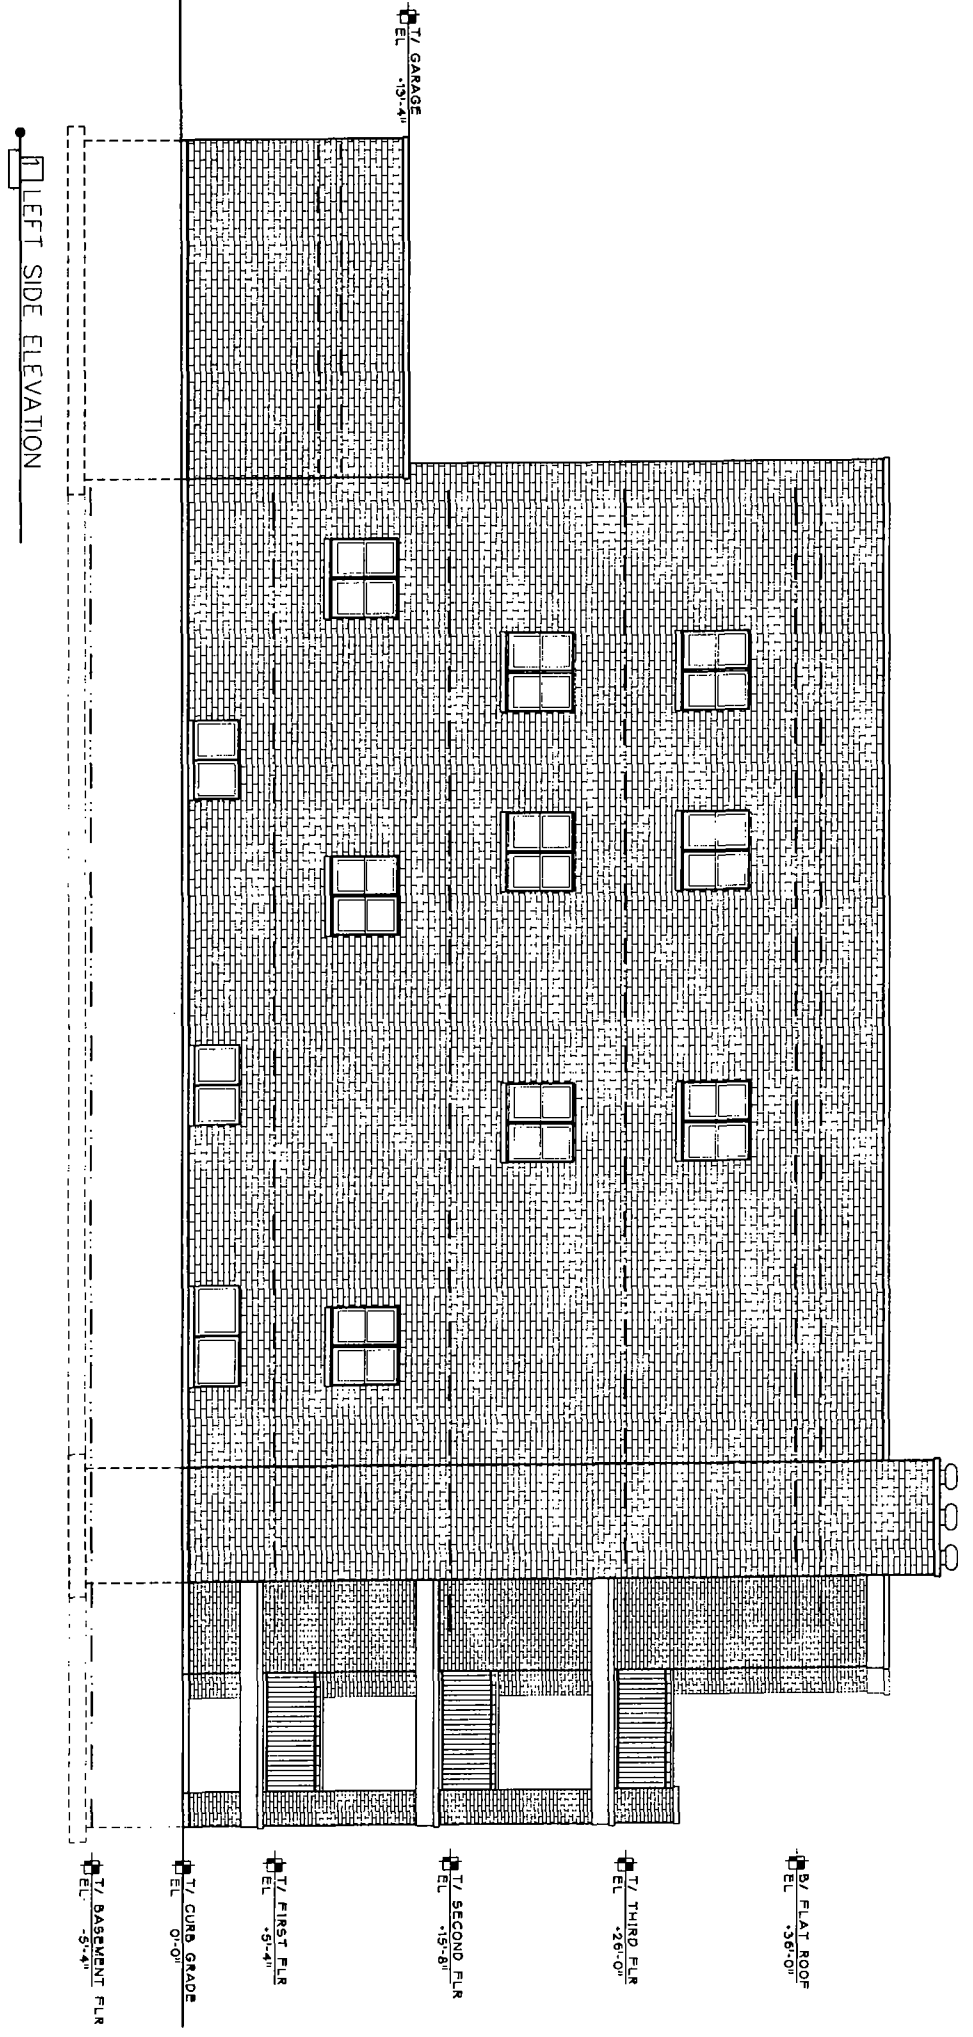 T/ GARAGE
EL +13'-4"
B/ FLAT ROOF
EL +36'-0"
T/ THIRD FLR
EL +26'-0"
T/ SECOND FLR
EL +15'-8"
T/ FIRST FLR
EL +5'-4"
T/ CURB GRADE
EL 0'-0"
T/ BASEMENT FLR
EL -5'-4"
1 LEFT SIDE ELEVATION